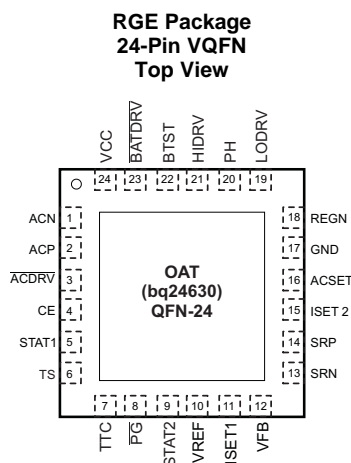 RGE Package
24-Pin VQFN
Top View
VCC
BATDRV
BTST
HIDRV
PH
LODRV
24
23
22
21
20
19
ACN 1
ACP 2
ACDRV 3
CE 4
STAT1 5
TS 6
18 REGN
17 GND
16 ACSET
15 ISET 2
14 SRP
13 SRN
OAT
(bq24630)
QFN-24
7
8
9
10
11
12
TTC
PG
STAT2
VREF
ISET1
VFB